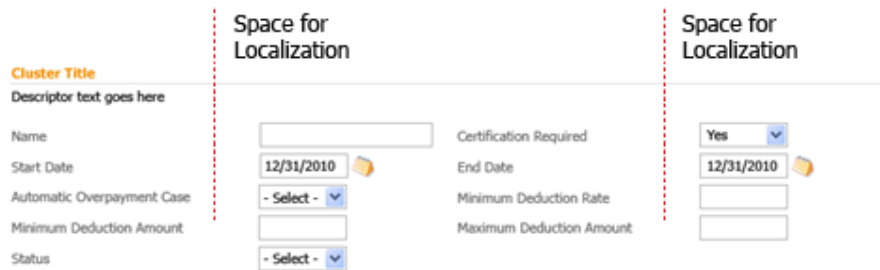 Space for
Localization
Space for
Localization
Cluster Title
Descriptor text goes here
Name Certification Required Yes
Start Date 12/31/2010 End Date 12/31/2010
Automatic Overpayment Case - Select - Minimum Deduction Rate
Minimum Deduction Amount Maximum Deduction Amount
Status - Select -